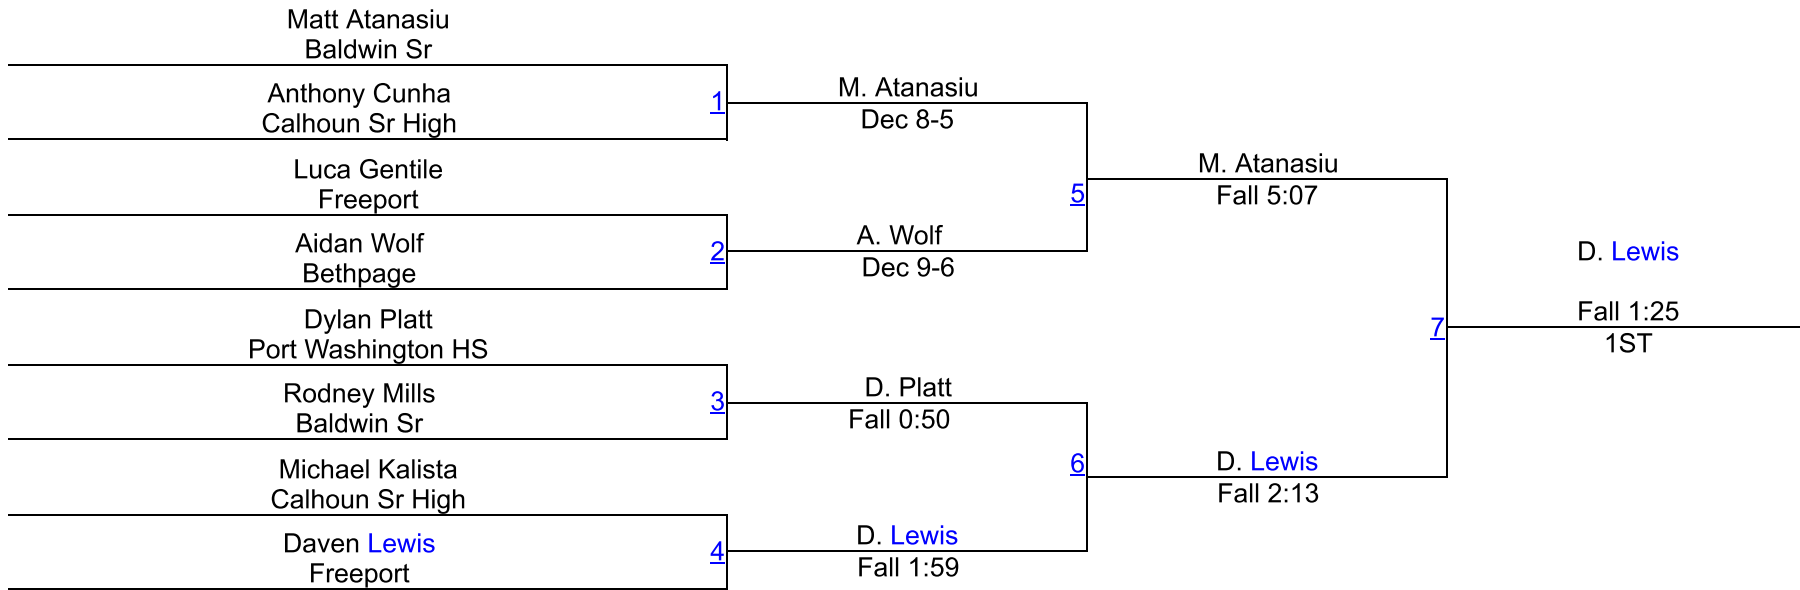 Matt Atanasiu
Baldwin Sr
Anthony Cunha
Calhoun Sr High
1
M. Atanasiu
Dec 8-5
Luca Gentile
Freeport
Aidan Wolf
Bethpage
2
A. Wolf
Dec 9-6
5
M. Atanasiu
Fall 5:07
Dylan Platt
Port Washington HS
Rodney Mills
Baldwin Sr
3
D. Platt
Fall 0:50
Michael Kalista
Calhoun Sr High
Daven Lewis
Freeport
4
D. Lewis
Fall 1:59
6
D. Lewis
Fall 2:13
7
D. Lewis
Fall 1:25
1ST